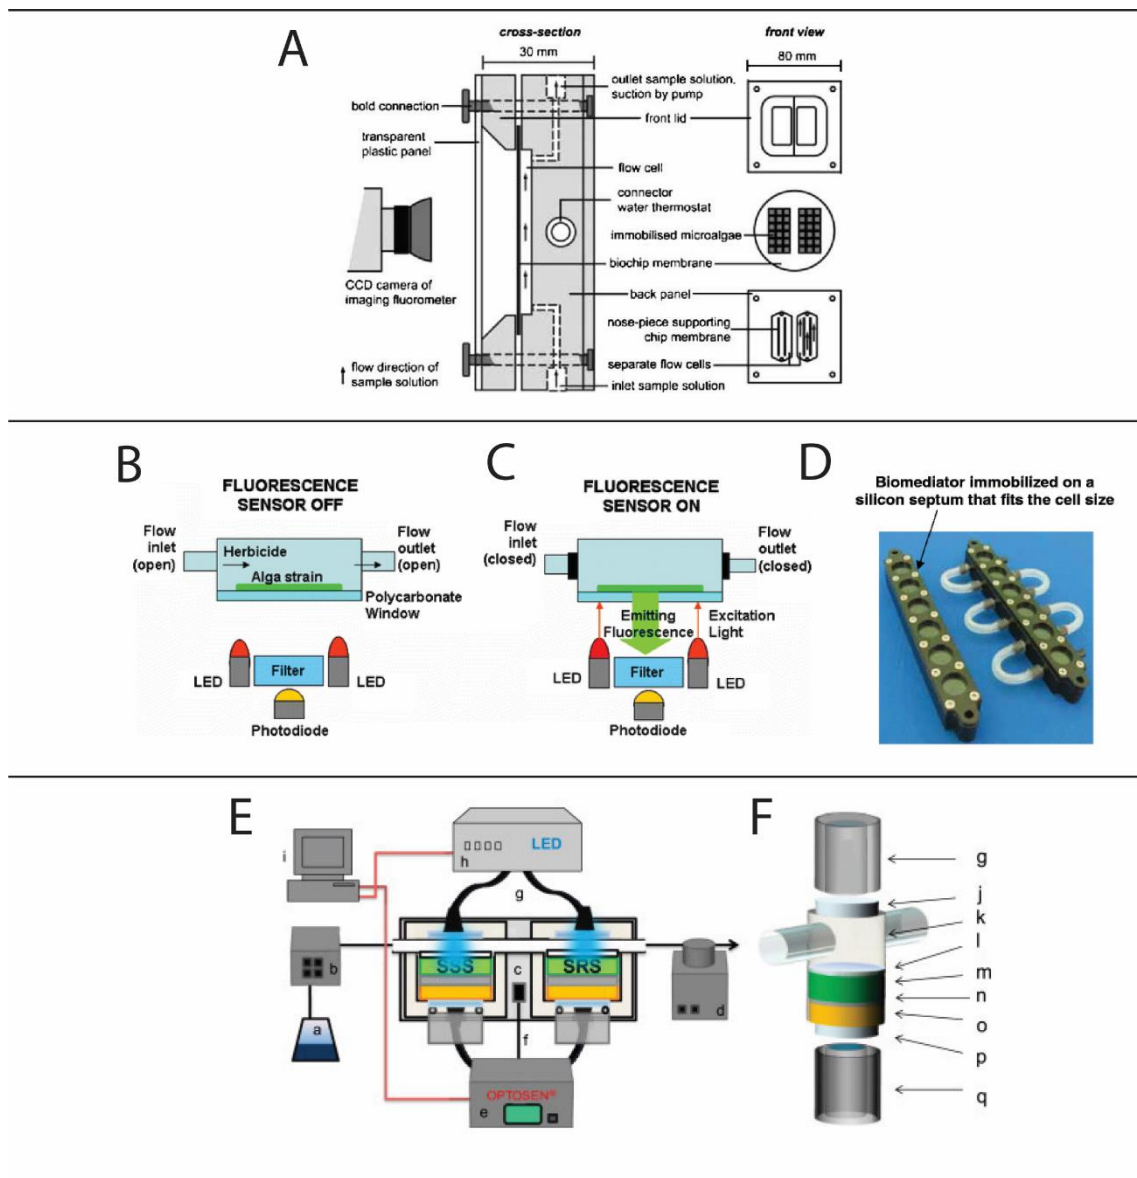 A
cross-section
30 mm
front view
80 mm
bold connection
transparent
plastic panel
CCD camera of
imaging fluorometer
flow direction of
sample solution
outlet sample solution,
suction by pump
front lid
flow cell
connector
water thermostat
immobilised microalgae
biochip membrane
back panel
nose-piece supporting
chip membrane
separate flow cells
inlet sample solution
B
FLUORESCENCE
SENSOR OFF
Flow
inlet
(open)
Herbicide
Alga strain
Flow
outlet
(open)
Polycarbonate
Window
LED
Filter
LED
Photodiode
C
FLUORESCENCE
SENSOR ON
Flow
inlet
(closed)
Flow
outlet
(closed)
Emitting
Fluorescence
Excitation
Light
LED
Filter
LED
Photodiode
D
Biomediator immobilized on a
silicon septum that fits the cell size
E
i
h
LED
g
b
SSS
c
SRS
a
d
f
OPTOSEN®
e
F
g
j
k
l
m
n
o
p
q